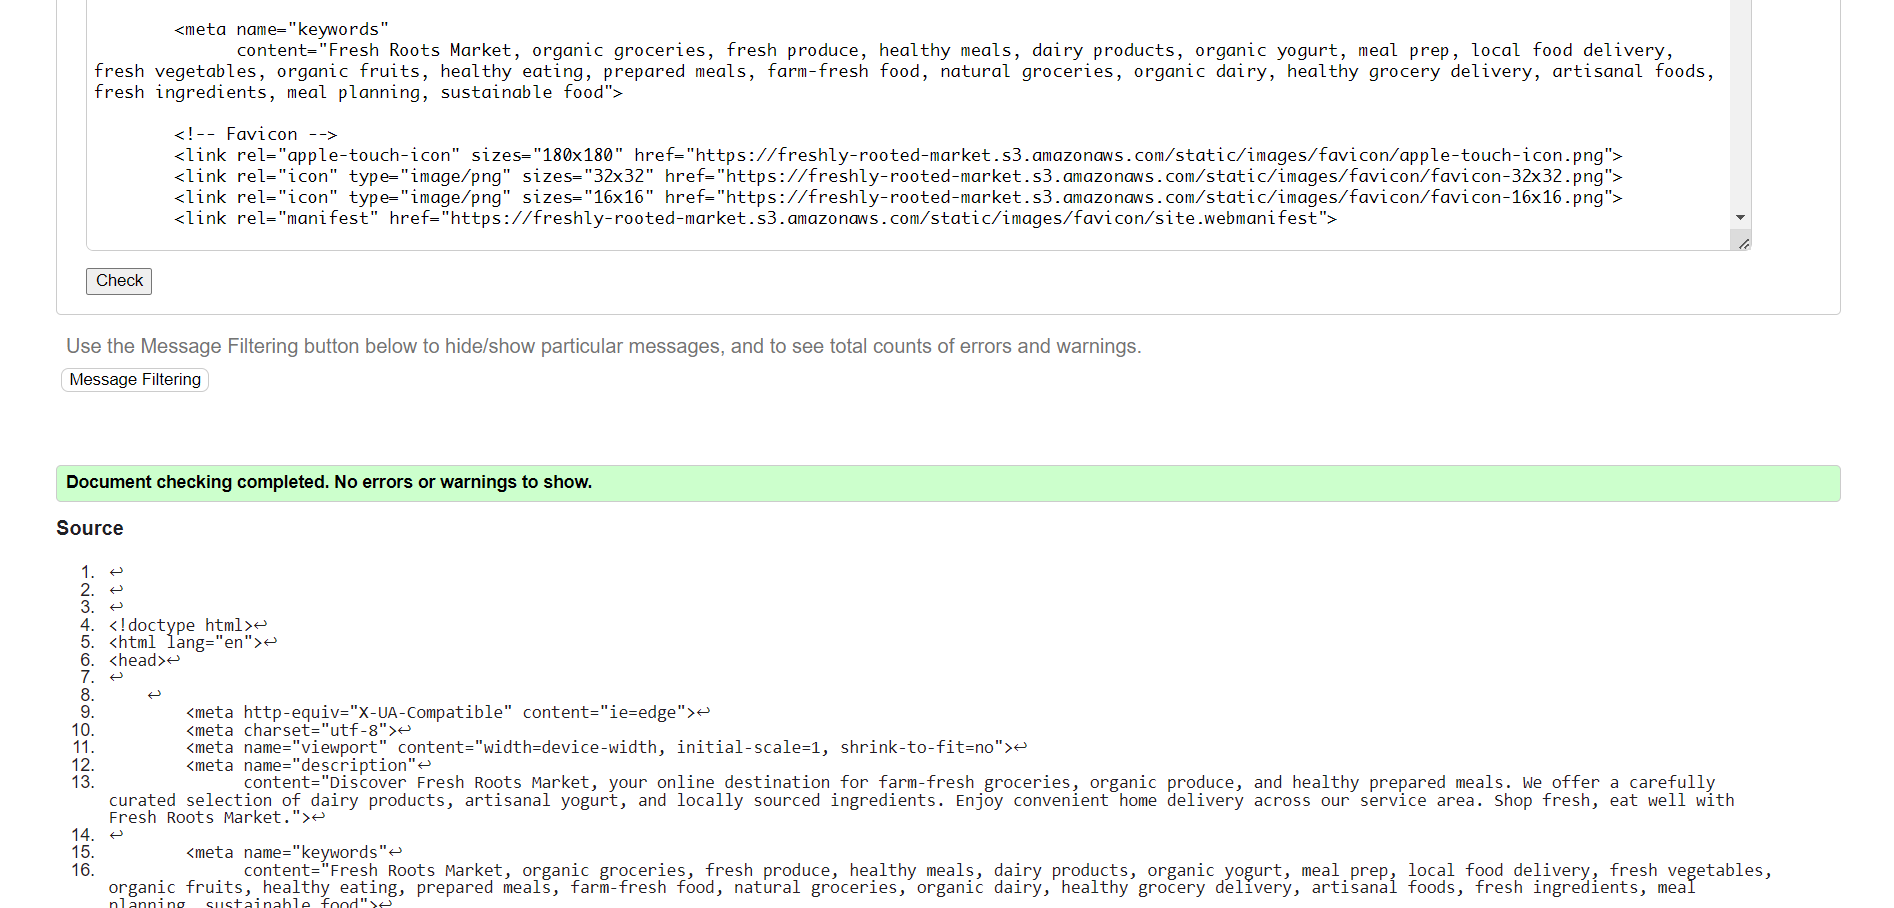 <meta name="keywords"
content="Fresh Roots Market, organic groceries, fresh produce, healthy meals, dairy products, organic yogurt, meal prep, local food delivery,
fresh vegetables, organic fruits, healthy eating, prepared meals, farm-fresh food, natural groceries, organic dairy, healthy grocery delivery, artisanal foods,
fresh ingredients, meal planning, sustainable food">
<!-- Favicon -->
<link rel="apple-touch-icon" sizes="180x180" href="https://freshly-rooted-market.s3.amazonaws.com/static/images/favicon/apple-touch-icon.png">
<link rel="icon" type="image/png" sizes="32x32" href="https://freshly-rooted-market.s3.amazonaws.com/static/images/favicon/favicon-32x32.png">
<link rel="icon" type="image/png" sizes="16x16" href="https://freshly-rooted-market.s3.amazonaws.com/static/images/favicon/favicon-16x16.png">
<link rel="manifest" href="https://freshly-rooted-market.s3.amazonaws.com/static/images/favicon/site.webmanifest">
Check
Use the Message Filtering button below to hide/show particular messages, and to see total counts of errors and warnings.
Message Filtering
Document checking completed. No errors or warnings to show.
Source
1. ↩
2. ↩
3. ↩
4. <!doctype html>↩
5. <html lang="en">↩
6. <head>↩
7. ↩
8. ↩
9. <meta http-equiv="X-UA-Compatible" content="ie=edge">↩
10. <meta charset="utf-8">↩
11. <meta name="viewport" content="width=device-width, initial-scale=1, shrink-to-fit=no">↩
12. <meta name="description"↩
13. content="Discover Fresh Roots Market, your online destination for farm-fresh groceries, organic produce, and healthy prepared meals. We offer a carefully
curated selection of dairy products, artisanal yogurt, and locally sourced ingredients. Enjoy convenient home delivery across our service area. Shop fresh, eat well with
Fresh Roots Market.">↩
14. ↩
15. <meta name="keywords"↩
16. content="Fresh Roots Market, organic groceries, fresh produce, healthy meals, dairy products, organic yogurt, meal prep, local food delivery, fresh vegetables,
organic fruits, healthy eating, prepared meals, farm-fresh food, natural groceries, organic dairy, healthy grocery delivery, artisanal foods, fresh ingredients, meal
planning, sustainable food">↩